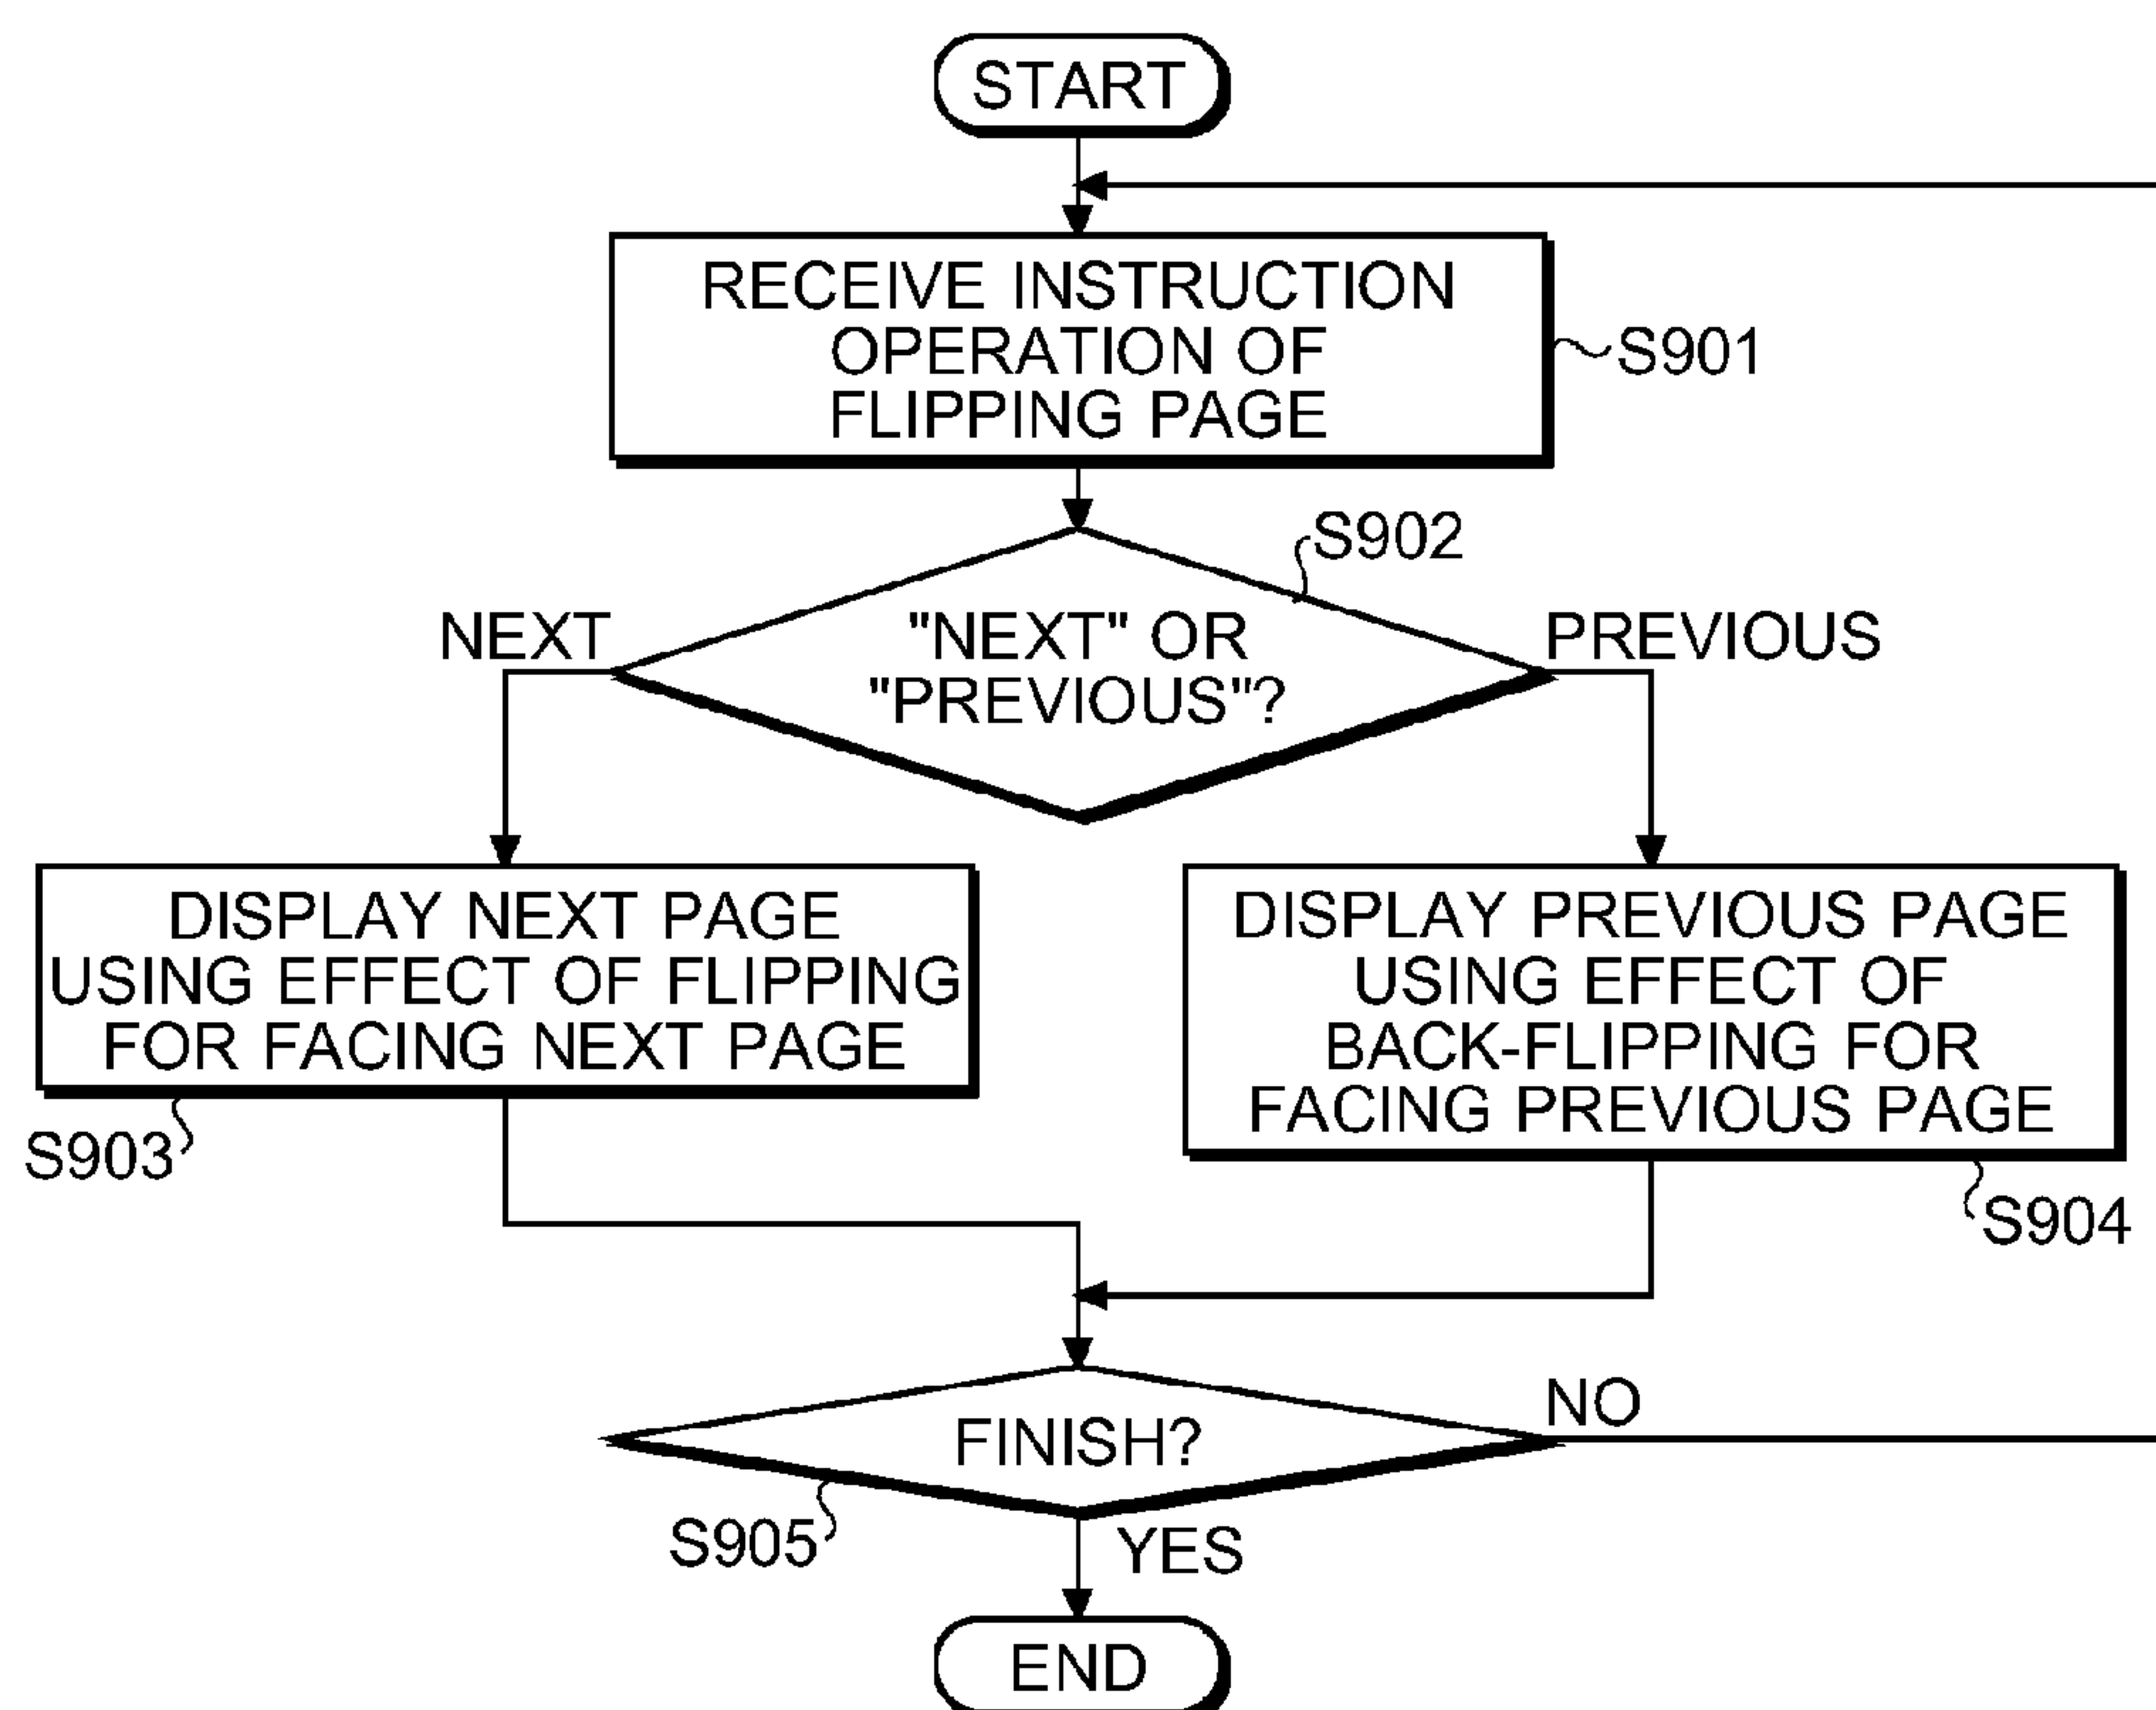 START
RECEIVE INSTRUCTION
OPERATION OF
FLIPPING PAGE
S901
S902
NEXT
"NEXT" OR
"PREVIOUS"?
PREVIOUS
DISPLAY NEXT PAGE
USING EFFECT OF FLIPPING
FOR FACING NEXT PAGE
S903
DISPLAY PREVIOUS PAGE
USING EFFECT OF
BACK-FLIPPING FOR
FACING PREVIOUS PAGE
S904
FINISH?
NO
S905
YES
END